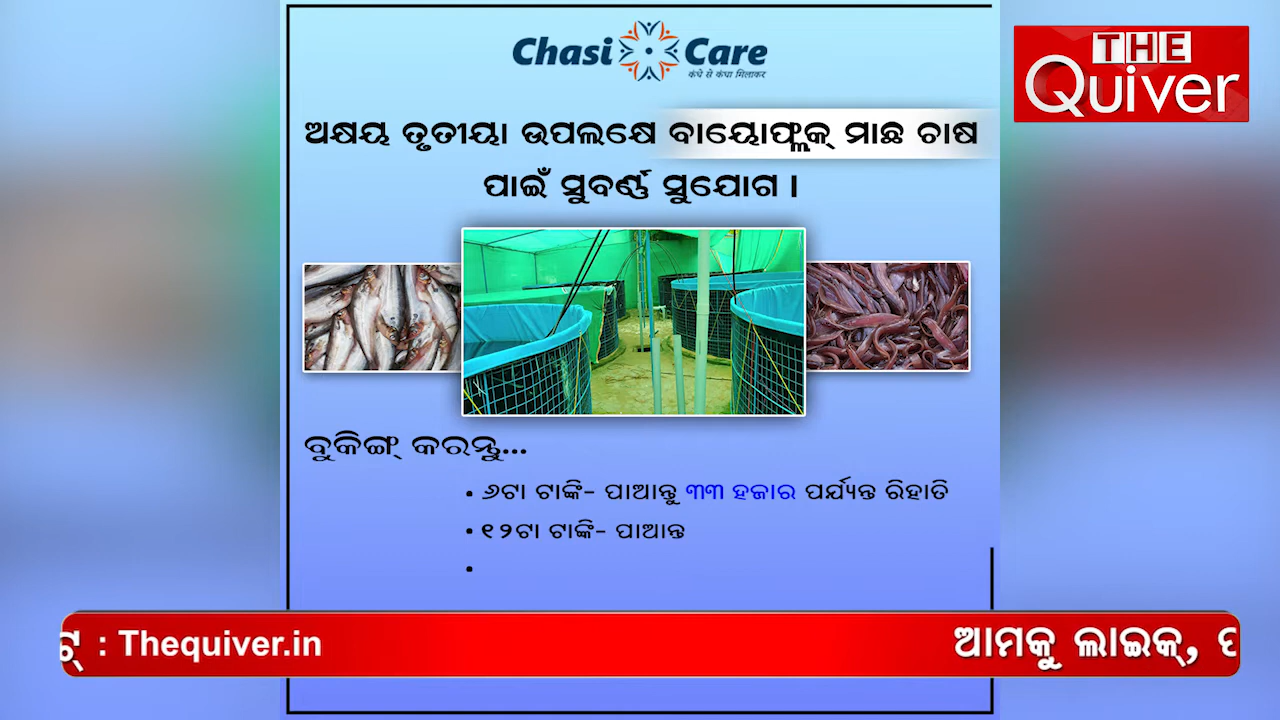 Chasi Care
कंधे से कंधा मिलाकर
THE
Quiver
ଅକ୍ଷୟ ତୃତୀୟା ଉପଲକ୍ଷେ ବାୟୋଫ୍ଲକ୍ ମାଛ ଚାଷ
ପାଇଁ ସୁବର୍ଣ୍ଣ ସୁଯୋଗ ।
ବୁକିଙ୍ଗ୍ କରନ୍ତୁ...
• ୬ଟା ଟାଙ୍କି- ପାଆନ୍ତୁ ୩୩ ହଜାର ପର୍ଯ୍ୟନ୍ତ ରିହାତି
• ୧୨ଟା ଟାଙ୍କି- ପାଆନ୍ତ
•
: Thequiver.in ଆମକୁ ଲାଇକ୍,